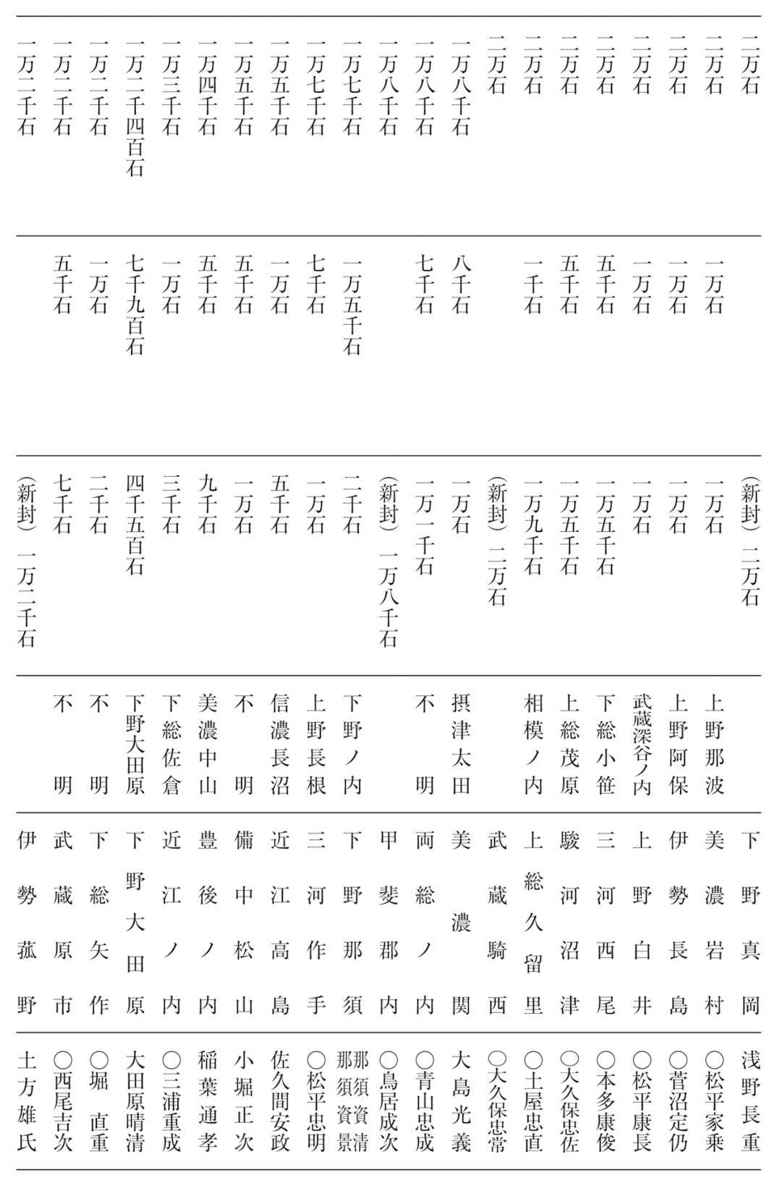 二万石 (新封) 二万石 下野真岡 浅野長重
二万石 一万石 一万石 上野那波 美濃岩村 〇松平家乗
二万石 一万石 一万石 上野阿保 伊勢長島 〇菅沼定仍
二万石 一万石 一万石 武蔵深谷ノ内 上野白井 〇松平康長
二万石 五千石 一万五千石 下総小笹 三河西尾 〇本多康俊
二万石 五千石 一万五千石 上総茂原 駿河沼津 〇大久保忠佐
二万石 一千石 一万九千石 相模ノ内 上総久留里 〇土屋忠直
二万石 (新封) 二万石 武蔵騎西 〇大久保忠常
一万八千石 八千石 一万石 摂津太田 美濃関 大島光義
一万八千石 七千石 一万一千石 不明 両総ノ内 〇青山忠成
一万八千石 (新封) 一万八千石 甲斐郡内 〇鳥居成次
一万七千石 一万五千石 二千石 下野ノ内 下野那須 那須資清 那須資景
一万七千石 七千石 一万石 上野長根 三河作手 〇松平忠明
一万五千石 一万石 五千石 信濃長沼 近江高島 佐久間安政
一万五千石 五千石 一万石 不明 備中松山 小堀正次
一万四千石 五千石 九千石 美濃中山 豊後ノ内 稲葉通孝
一万三千石 一万石 三千石 下総佐倉 近江ノ内 〇三浦重成
一万二千四百石 七千九百石 四千五百石 下野大田原 下野大田原 大田原晴清
一万二千石 一万石 二千石 不明 下総矢作 〇堀直重
一万二千石 五千石 七千石 不明 武蔵原市 〇西尾吉次
一万二千石 (新封) 一万二千石 伊勢菰野 土方雄氏